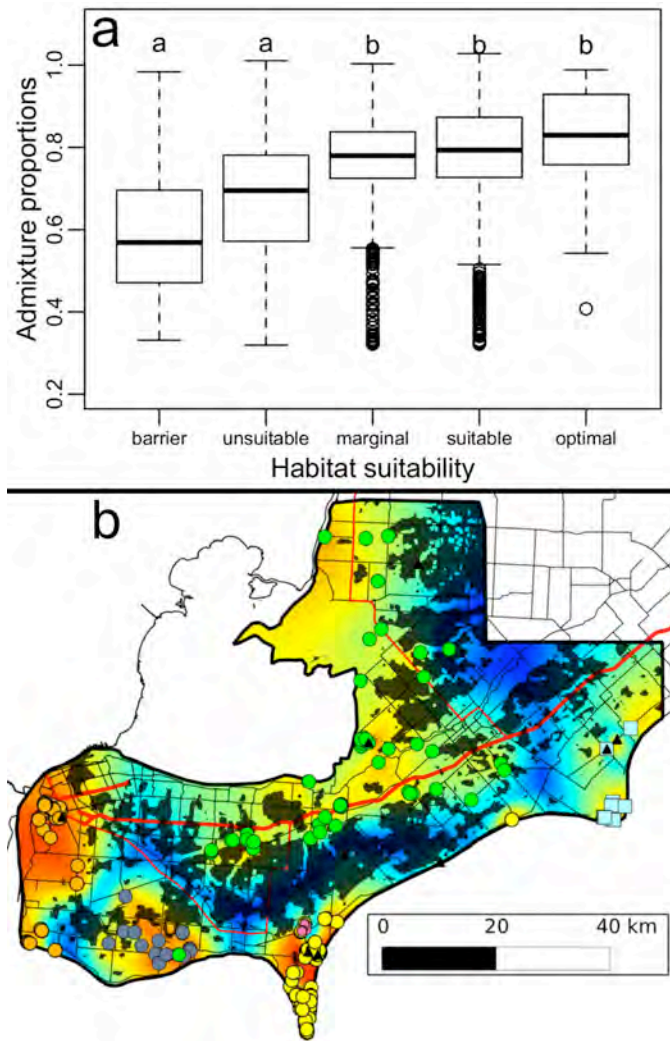 a
a a b b b
Admixture proportions
1.0
0.8
0.6
0.4
0.2
barrier unsuitable marginal suitable optimal
Habitat suitability
b
0 20 40 km